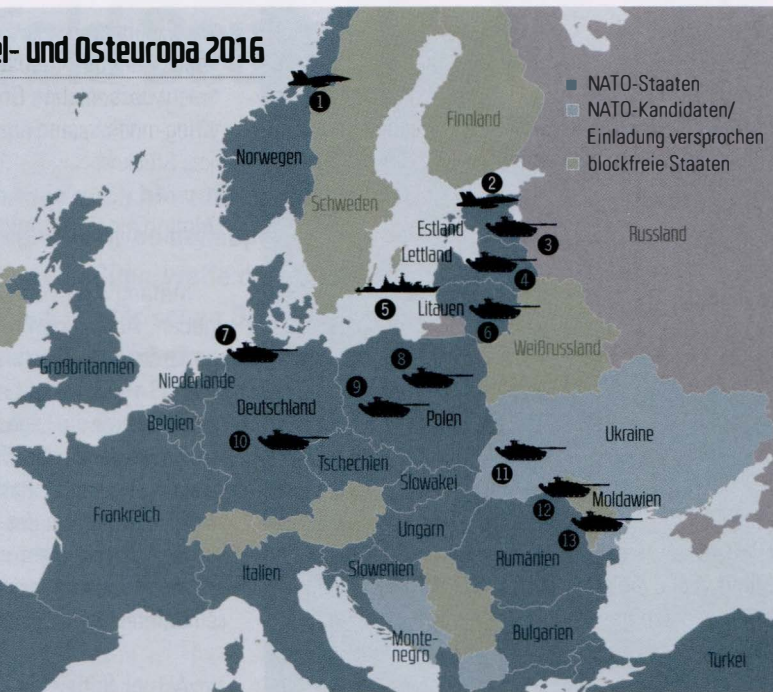 el- und Osteuropa 2016
NATO-Staaten
NATO-Kandidaten/
Einladung versprochen
blockfreie Staaten
1
Finnland
Norwegen
2
Schweden
Estland
3
Russland
Lettland
4
5
Litauen
6
7
Weißrussland
8
Großbritannien
Niederlande
9
Deutschland
Belgien
Polen
10
Ukraine
Tschechien
11
Slowakei
Moldawien
12
Frankreich
Ungarn
13
Rumänien
Italien
Slowenien
Monte-
negro
Bulgarien
Türkei